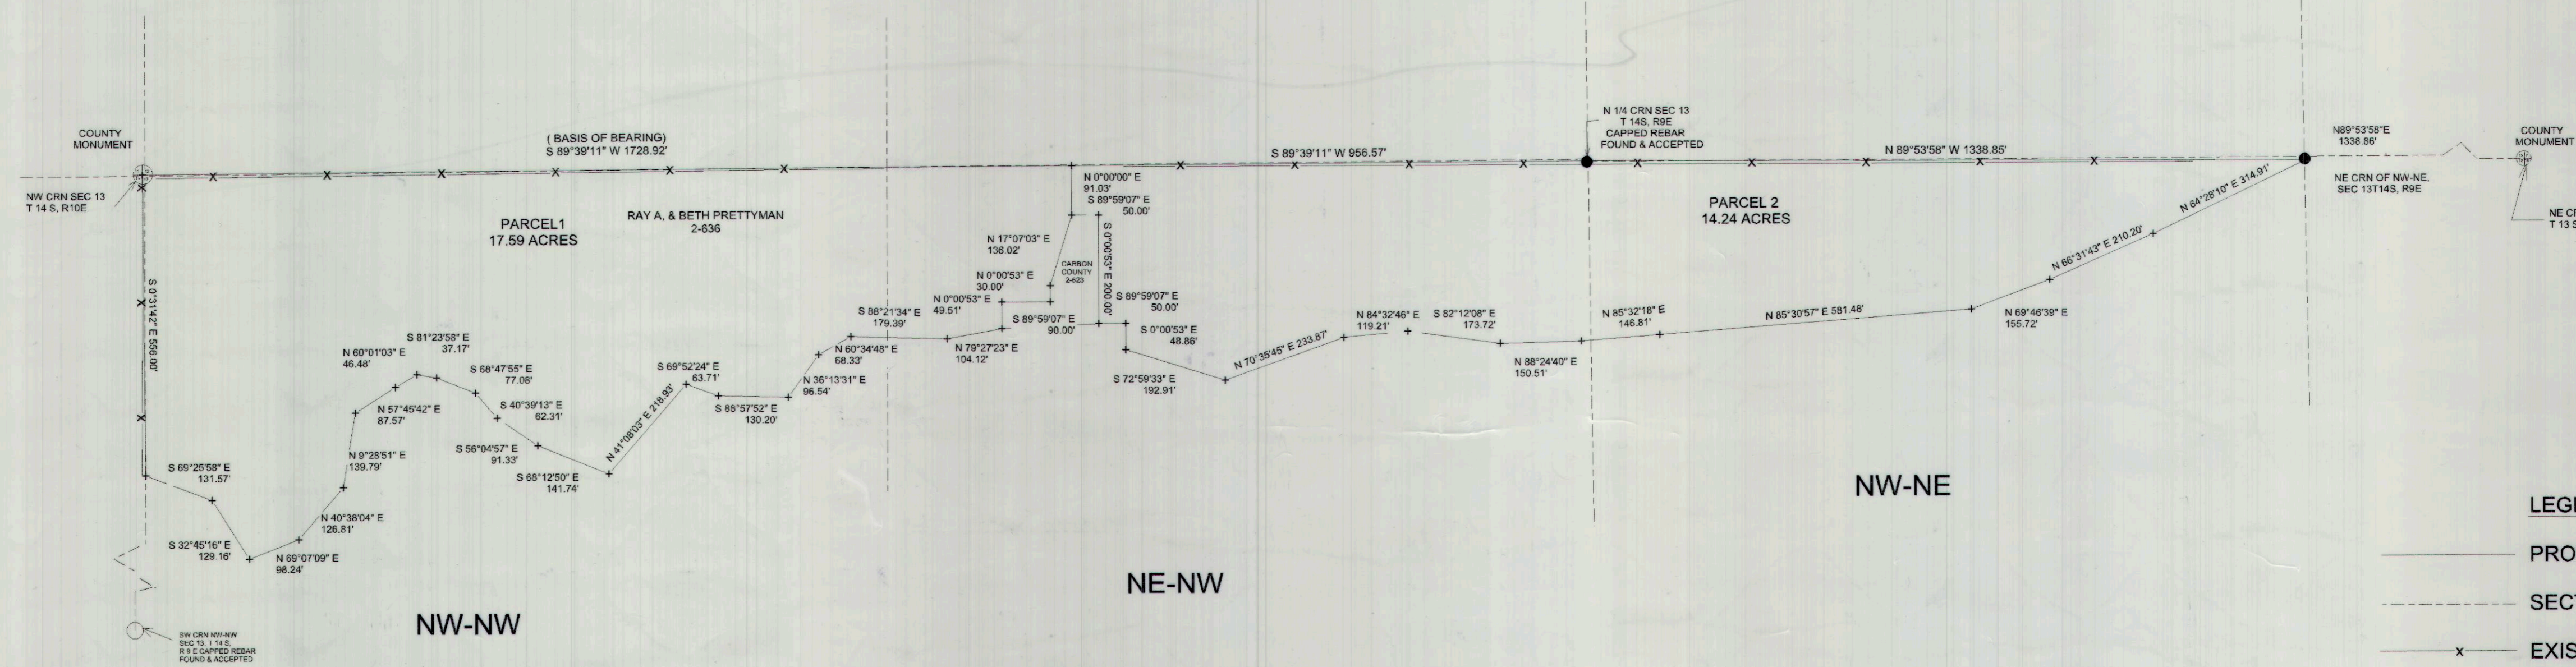 COUNTY
MONUMENT
NW CRN SEC 13
T 14 S, R10E
( BASIS OF BEARING)
S 89°39'11" W 1728.92'
PARCEL1
17.59 ACRES
RAY A, & BETH PRETTYMAN
2-636
S 0°31'42" E 556.00'
S 69°25'58" E
131.57'
S 32°45'16" E
129.16'
N 69°07'09" E
98.24'
N 40°38'04" E
126.81'
N 9°28'51" E
139.79'
N 57°45'42" E
87.57'
N 60°01'03" E
46.48'
S 81°23'58" E
37.17'
S 68°47'55" E
77.08'
S 40°39'13" E
62.31'
S 56°04'57" E
91.33'
S 68°12'50" E
141.74'
N 41°08'03" E 218.93'
S 69°52'24" E
63.71'
S 88°57'52" E
130.20'
N 36°13'31" E
96.54'
N 60°34'48" E
68.33'
S 88°21'34" E
179.39'
N 79°27'23" E
104.12'
N 0°00'53" E
49.51'
S 89°59'07" E
90.00'
N 0°00'53" E
30.00'
N 17°07'03" E
136.02'
CARBON
COUNTY
2-623
N 0°00'00" E
91.03'
S 89°59'07" E
50.00'
S 0°00'53" E 200.00'
S 89°59'07" E
50.00'
S 0°00'53" E
48.86'
S 72°59'33" E
192.91'
N 70°35'45" E 233.87'
N 84°32'46" E
119.21'
S 82°12'08" E
173.72'
N 88°24'40" E
150.51'
N 85°32'18" E
146.81'
N 85°30'57" E 581.48'
N 69°46'39" E
155.72'
N 66°31'43" E 210.20'
N 64°28'10" E 314.91'
S 89°39'11" W 956.57'
N 1/4 CRN SEC 13
T 14S, R9E
CAPPED REBAR
FOUND & ACCEPTED
N 89°53'58" W 1338.85'
PARCEL 2
14.24 ACRES
N89°53'58"E
1338.86'
NE CRN OF NW-NE,
SEC 13T14S, R9E
COUNTY
MONUMENT
T 13 S
NW-NW
NE-NW
NW-NE
SW CRN NW-NW
SEC 13, T 14 S,
R 9 E CAPPED REBAR
FOUND & ACCEPTED
LEG
PRO
SEC
EXIS